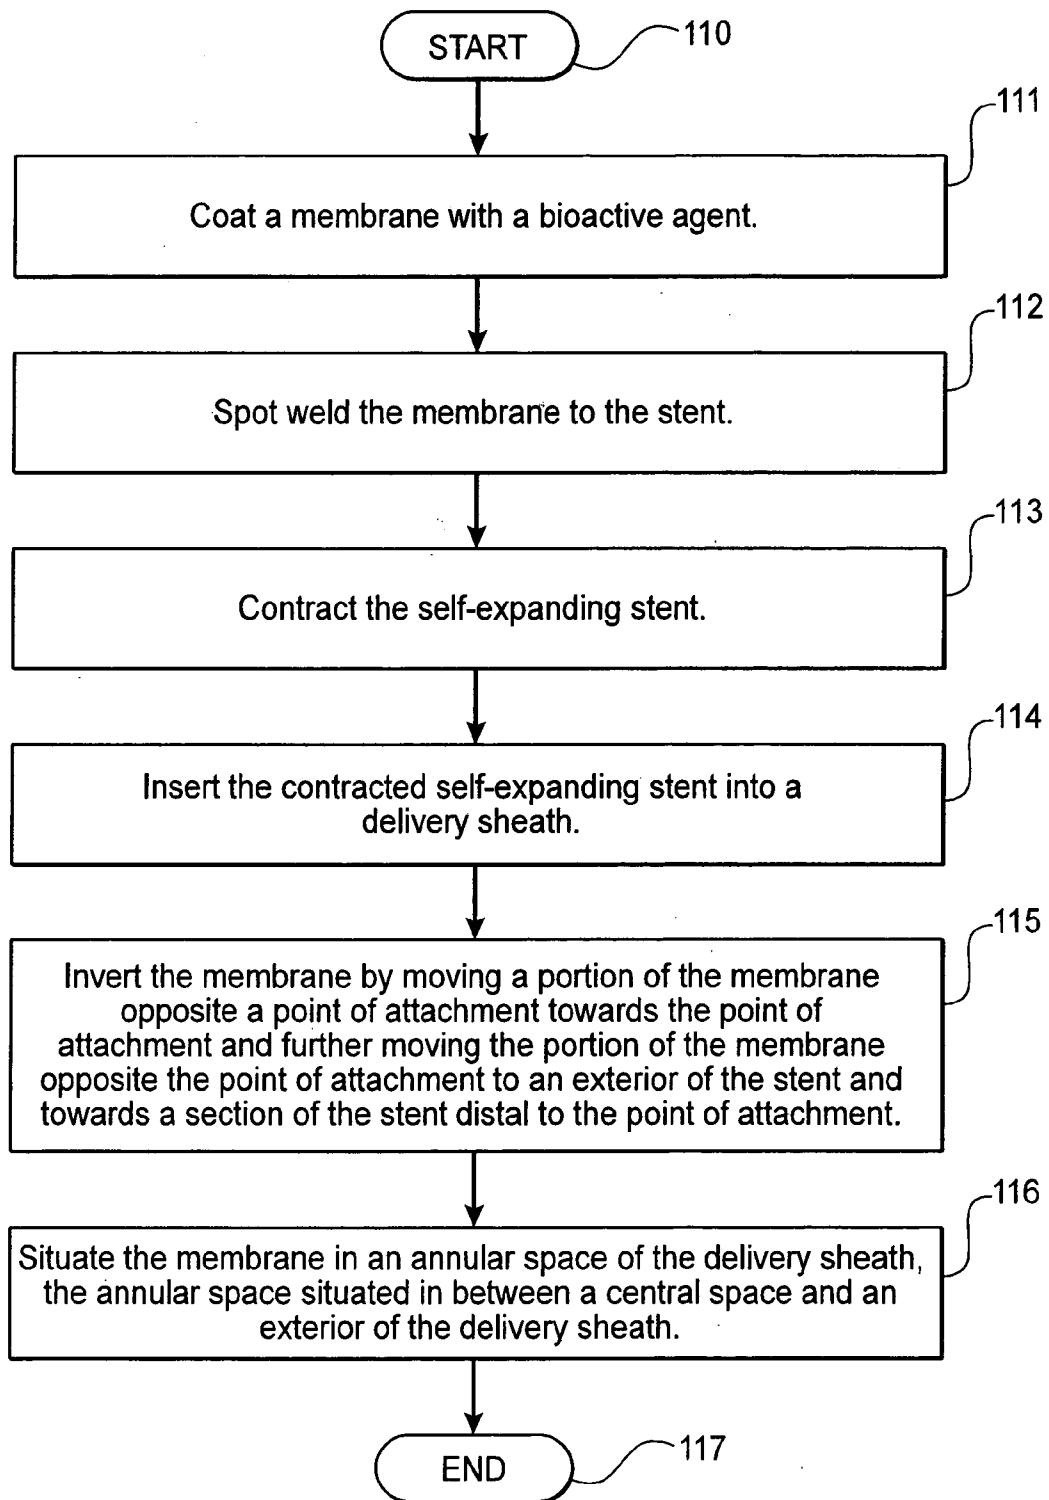 START
110
111
Coat a membrane with a bioactive agent.
112
Spot weld the membrane to the stent.
113
Contract the self-expanding stent.
114
Insert the contracted self-expanding stent into a
delivery sheath.
115
Invert the membrane by moving a portion of the membrane
opposite a point of attachment towards the point of
attachment and further moving the portion of the membrane
opposite the point of attachment to an exterior of the stent and
towards a section of the stent distal to the point of attachment.
116
Situate the membrane in an annular space of the delivery sheath,
the annular space situated in between a central space and an
exterior of the delivery sheath.
END
117